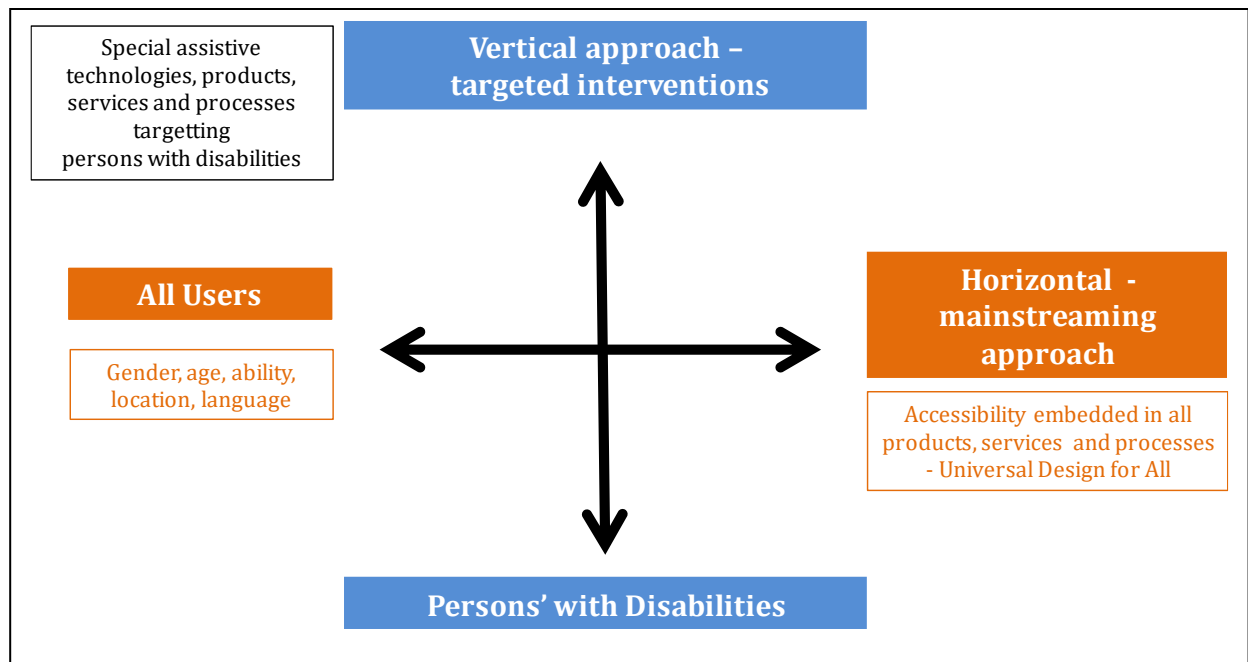 Special assistive
technologies, products,
services and processes
targetting
persons with disabilities
Vertical approach –
targeted interventions
All Users
Gender, age, ability,
location, language
Horizontal -
mainstreaming
approach
Accessibility embedded in all
products, services and processes
- Universal Design for All
Persons’ with Disabilities